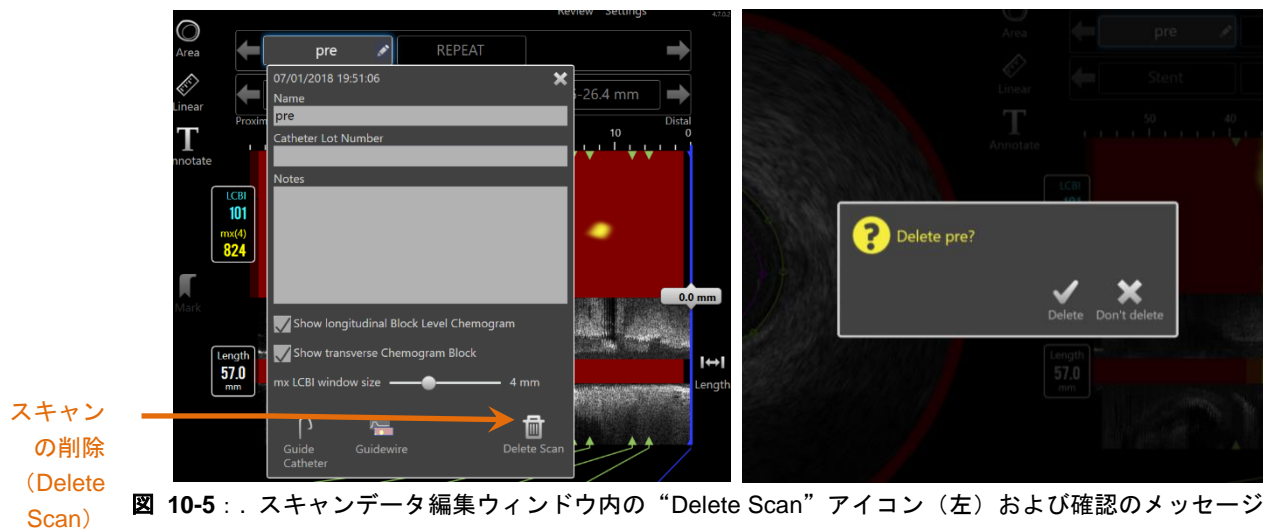 Review Settings
4.7.0.2
Area
pre
REPEAT
07/01/2018 19:51:06
Name
pre
-26.4 mm
Linear
Proxim
Distal
10
0
Catheter Lot Number
T
nnotate
Notes
LCBI
101
mx(4)
824
Mark
0.0 mm
Show longitudinal Block Level Chemogram
Show transverse Chemogram Block
Length
57.0
mm
mx LCBI window size
4 mm
Length
Guide
Catheter
Guidewire
Delete Scan
Area
pre
Linear
Stent
T
Annotate
50
40
LCBI
Delete pre?
Delete
Don't delete
Length
57.0
mm
スキャン
の削除
(Delete
Scan)
図 10-5：. スキャンデータ編集ウィンドウ内の“Delete Scan”アイコン（左）および確認のメッセージ